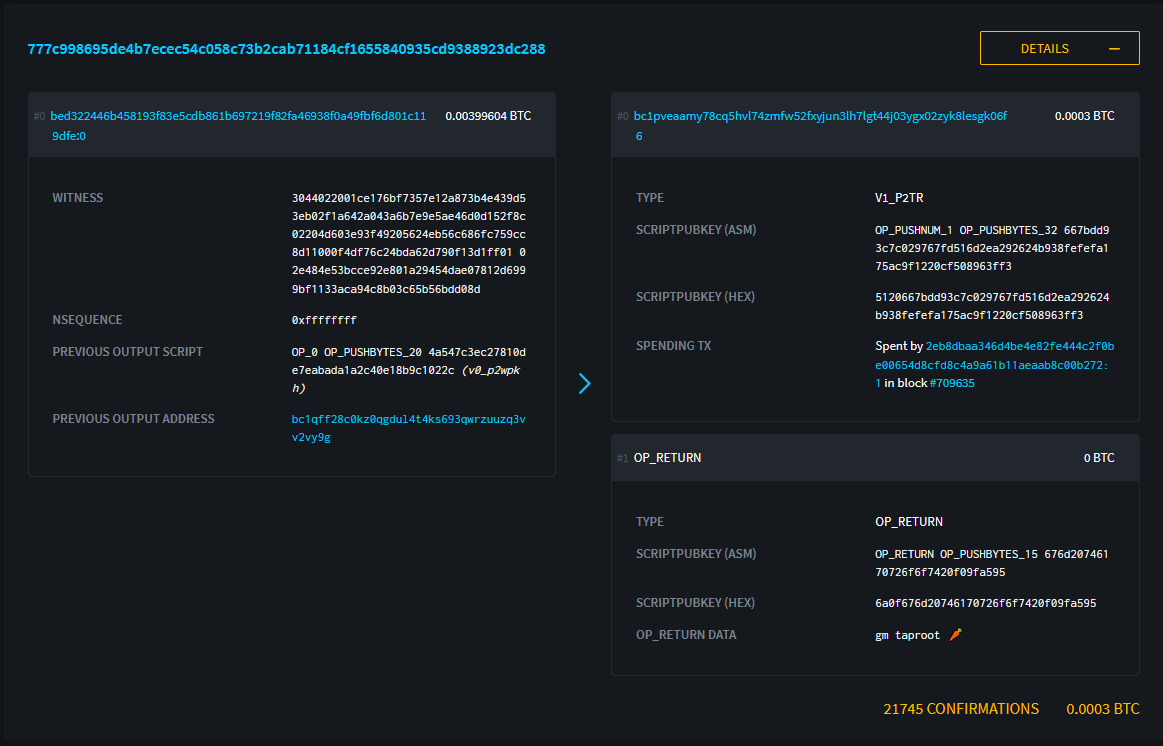 777c998695de4b7ecec54c058c73b2cab71184cf1655840935cd9388923dc288
DETAILS —
#0 bed322446b458193f83e5cdb861b697219f82fa46938f0a49fbf6d801c11 0.00399604 BTC
9dfe:0
WITNESS 3044022001ce176bf7357e12a873b4e439d5
3eb02f1a642a043a6b7e9e5ae46d0d152f8c
02204d603e93f49205624eb56c686fc759cc
8d11000f4df76c24bda62d790f13d1ff01 0
2e484e53bcce92e801a29454dae07812d699
9bf1133aca94c8b03c65b56bdd08d
NSEQUENCE 0xffffffff
PREVIOUS OUTPUT SCRIPT OP_0 OP_PUSHBYTES_20 4a547c3ec27810d
e7eabada1a2c40e18b9c1022c (v0_p2wpk
h)
PREVIOUS OUTPUT ADDRESS bc1qff28c0kz0qgdul4t4ks693qwrzuuzq3v
v2vy9g
#0 bc1pveaamy78cq5hvl74zmfw52fxyjun3lh7lgt44j03ygx02zyk8lesgk06f 0.0003 BTC
6
TYPE V1_P2TR
SCRIPTPUBKEY (ASM) OP_PUSHNUM_1 OP_PUSHBYTES_32 667bdd9
3c7c029767fd516d2ea292624b938fefefa1
75ac9f1220cf508963ff3
SCRIPTPUBKEY (HEX) 5120667bdd93c7c029767fd516d2ea292624
b938fefefa175ac9f1220cf508963ff3
SPENDING TX Spent by 2eb8dbaa346d4be4e82fe444c2f0b
e00654d8cfd8c4a9a61b11aeaab8c00b272:
1 in block #709635
#1 OP_RETURN 0 BTC
TYPE OP_RETURN
SCRIPTPUBKEY (ASM) OP_RETURN OP_PUSHBYTES_15 676d207461
70726f6f7420f09fa595
SCRIPTPUBKEY (HEX) 6a0f676d20746170726f6f7420f09fa595
OP_RETURN DATA gm taproot 🥕
21745 CONFIRMATIONS 0.0003 BTC